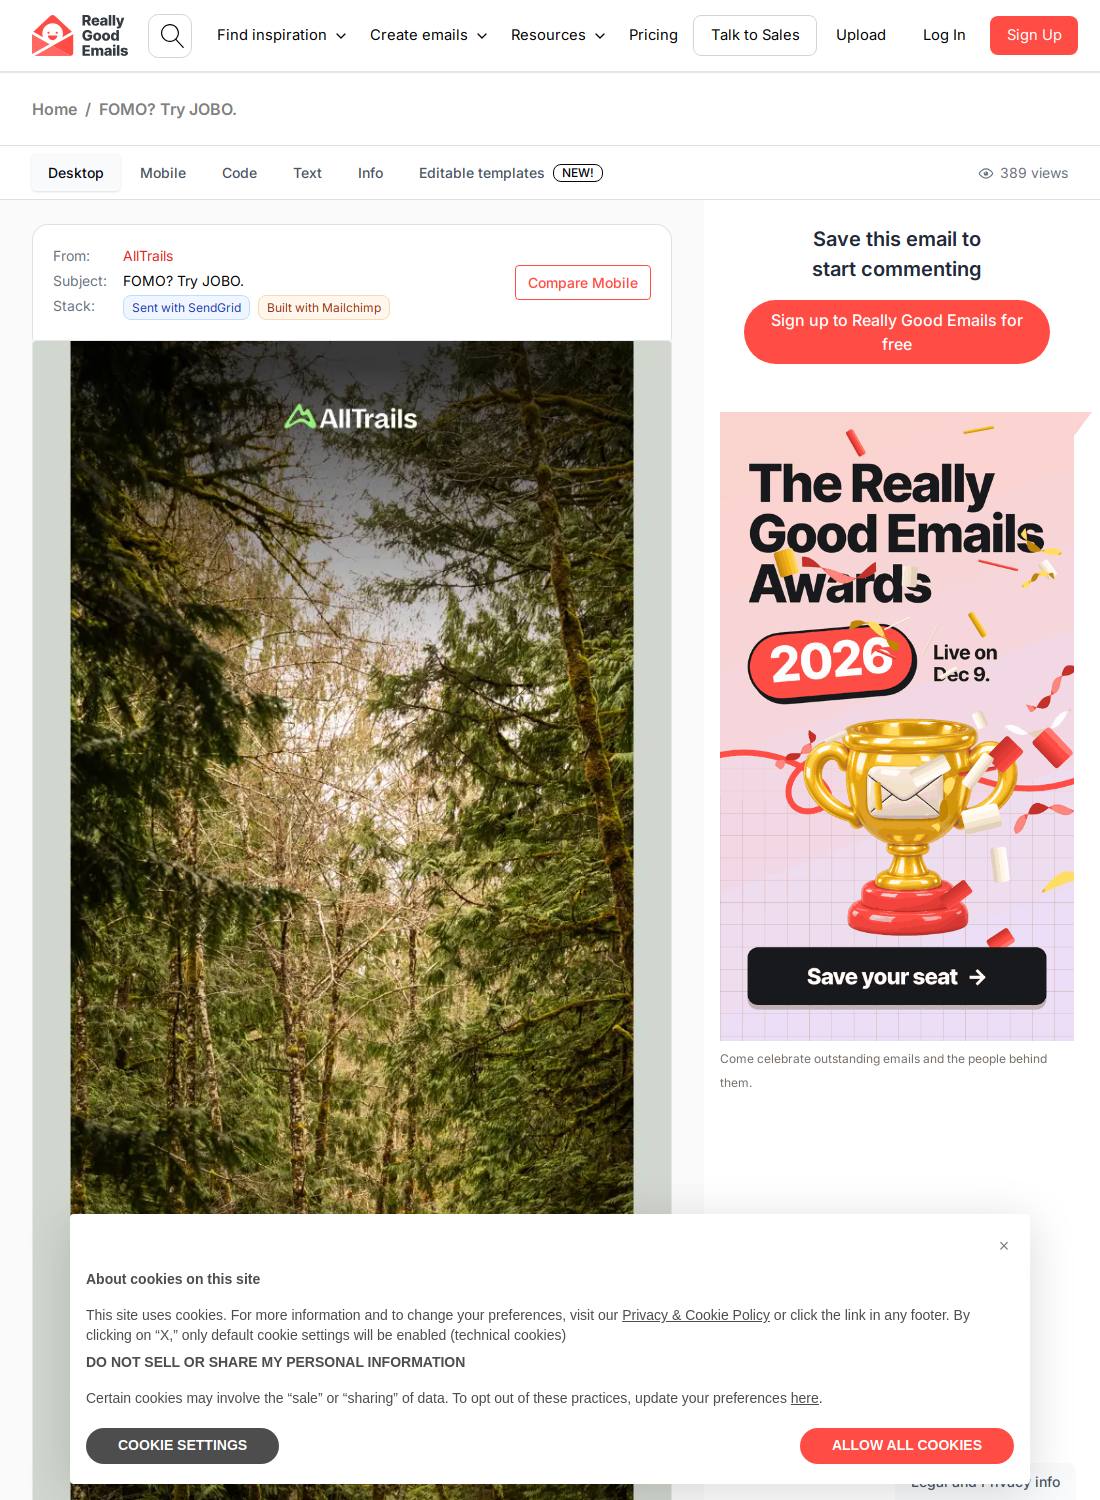 Really
Good
Emails
Find inspiration
Create emails
Resources
Pricing
Talk to Sales
Upload
Log In
Sign Up
Home / FOMO? Try JOBO.
Desktop
Mobile
Code
Text
Info
Editable templates NEW!
389 views
From: AllTrails
Subject: FOMO? Try JOBO.
Stack: Sent with SendGrid Built with Mailchimp
Compare Mobile
AllTrails
Save this email to
start commenting
Sign up to Really Good Emails for
free
The Really
Good Emails
Awards
2026
Live on
Dec 9.
Save your seat →
Come celebrate outstanding emails and the people behind
them.
×
About cookies on this site
This site uses cookies. For more information and to change your preferences, visit our Privacy & Cookie Policy or click the link in any footer. By
clicking on “X,” only default cookie settings will be enabled (technical cookies)
DO NOT SELL OR SHARE MY PERSONAL INFORMATION
Certain cookies may involve the “sale” or “sharing” of data. To opt out of these practices, update your preferences here.
COOKIE SETTINGS
ALLOW ALL COOKIES
Legal and Privacy info